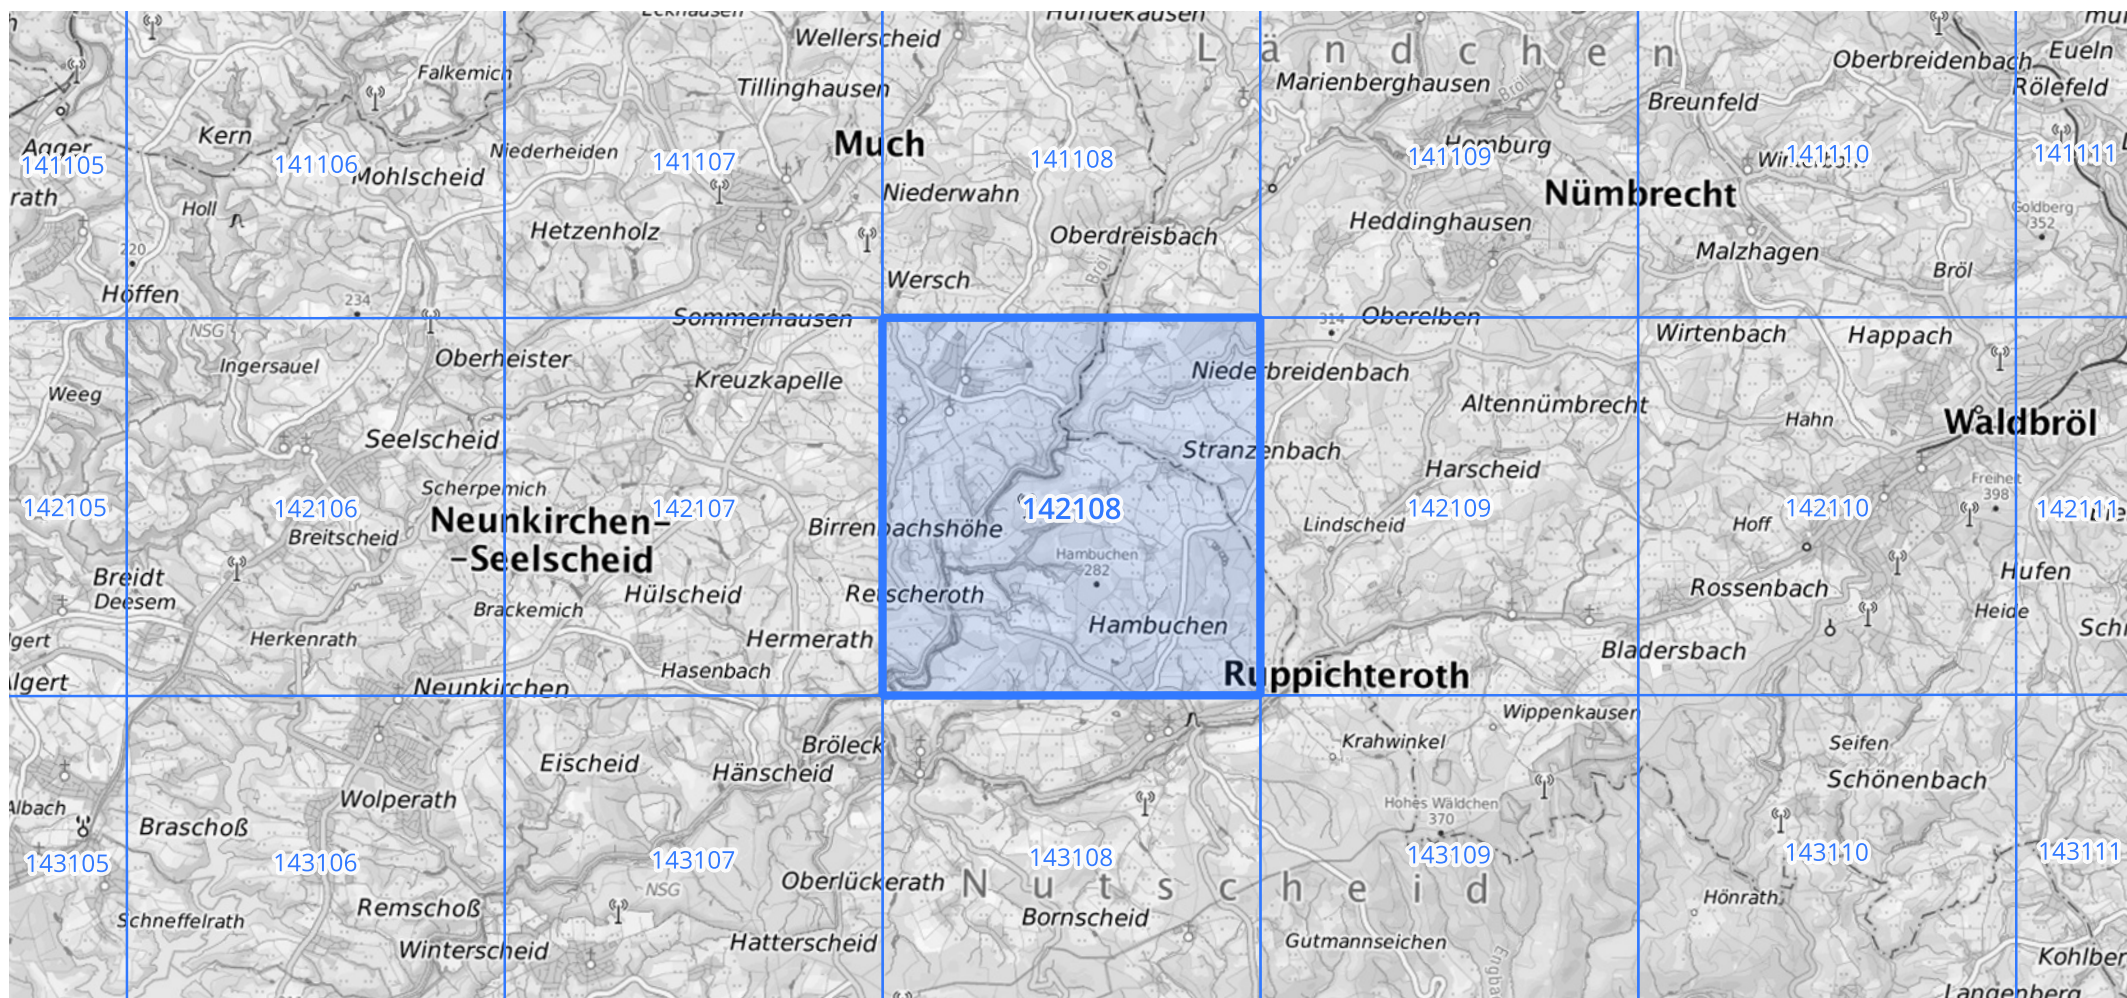 Hundekausen
Wellerscheid
L ä n d c h e n
Oberbreidenbach
Eueln
Falkemich
Tillinghausen
Marienberghausen
Bröl
Breunfeld
Rölefeld
Kern
Much
Homburg
Agger
141105
141106
Niederheiden
141107
141108
141109
141110
141111
Mohlscheid
rath
Holl
Niederwahn
Nümbrecht
Goldberg
352
Hetzenholz
Oberdreisbach
Heddinghausen
220
Malzhagen
Bröl
Bröl
Höffen
234
Wersch
Sommerhausen
314
Oberelben
NSG
Wirtenbach
Happach
Ingersauel
Oberheister
Kreuzkapelle
Niederbreidenbach
Weeg
Altennümbrecht
Hahn
Waldbröl
Seelscheid
Stranzenbach
Harscheid
Scherpemich
Freiheit
398
142105
142106
142107
142108
142109
142110
142111
Neunkirchen-
-Seelscheid
Breitscheid
Birrenbachshöhe
Lindscheid
Hoff
Hambuchen
282
Breidt
Deesem
Hülscheid
Retscheroth
Rossenbach
Hufen
Brackemich
Heide
Herkenrath
Hermerath
Hambuchen
lgert
Bladersbach
Hasenbach
Ruppichteroth
Algert
Neunkirchen
Wippenkausen
Krahwinkel
Seifen
Eischeid
Bröleck
Hänscheid
Schönenbach
Albach
Wolperath
Hohes Wäldchen
370
Braschoß
143105
143106
143107
143108
143109
143110
143111
NSG
Oberlückerath
N u t s c h e i d
Hönrath
Schneffelrath
Remschoß
Bornscheid
Winterscheid
Hatterscheid
Gutmannseichen
Kohlber
Langenberg